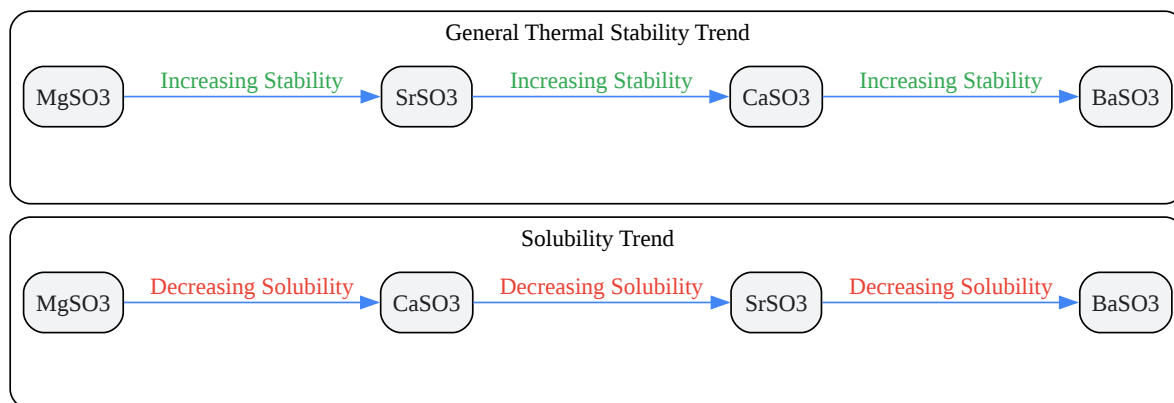 General Thermal Stability Trend
MgSO3 Increasing Stability SrSO3 Increasing Stability CaSO3 Increasing Stability BaSO3
Solubility Trend
MgSO3 Decreasing Solubility CaSO3 Decreasing Solubility SrSO3 Decreasing Solubility BaSO3